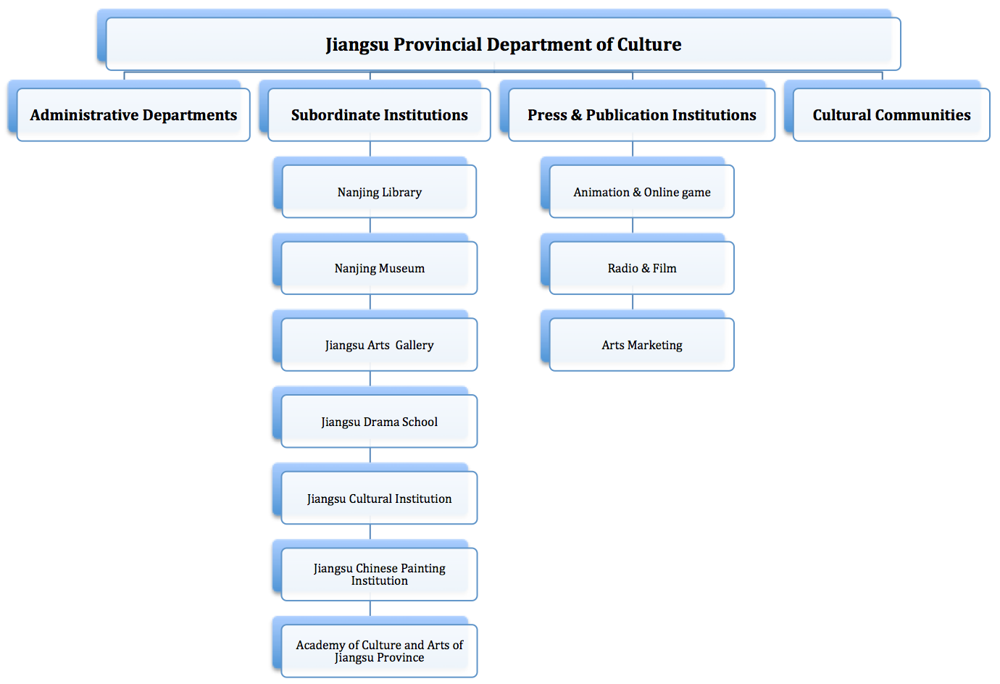 Jiangsu Provincial Department of Culture
Administrative Departments
Subordinate Institutions
Press & Publication Institutions
Cultural Communities
Nanjing Library
Nanjing Museum
Jiangsu Arts  Gallery
Jiangsu Drama School
Jiangsu Cultural Institution
Jiangsu Chinese Painting
Institution
Academy of Culture and Arts of
Jiangsu Province
Animation & Online game
Radio & Film
Arts Marketing